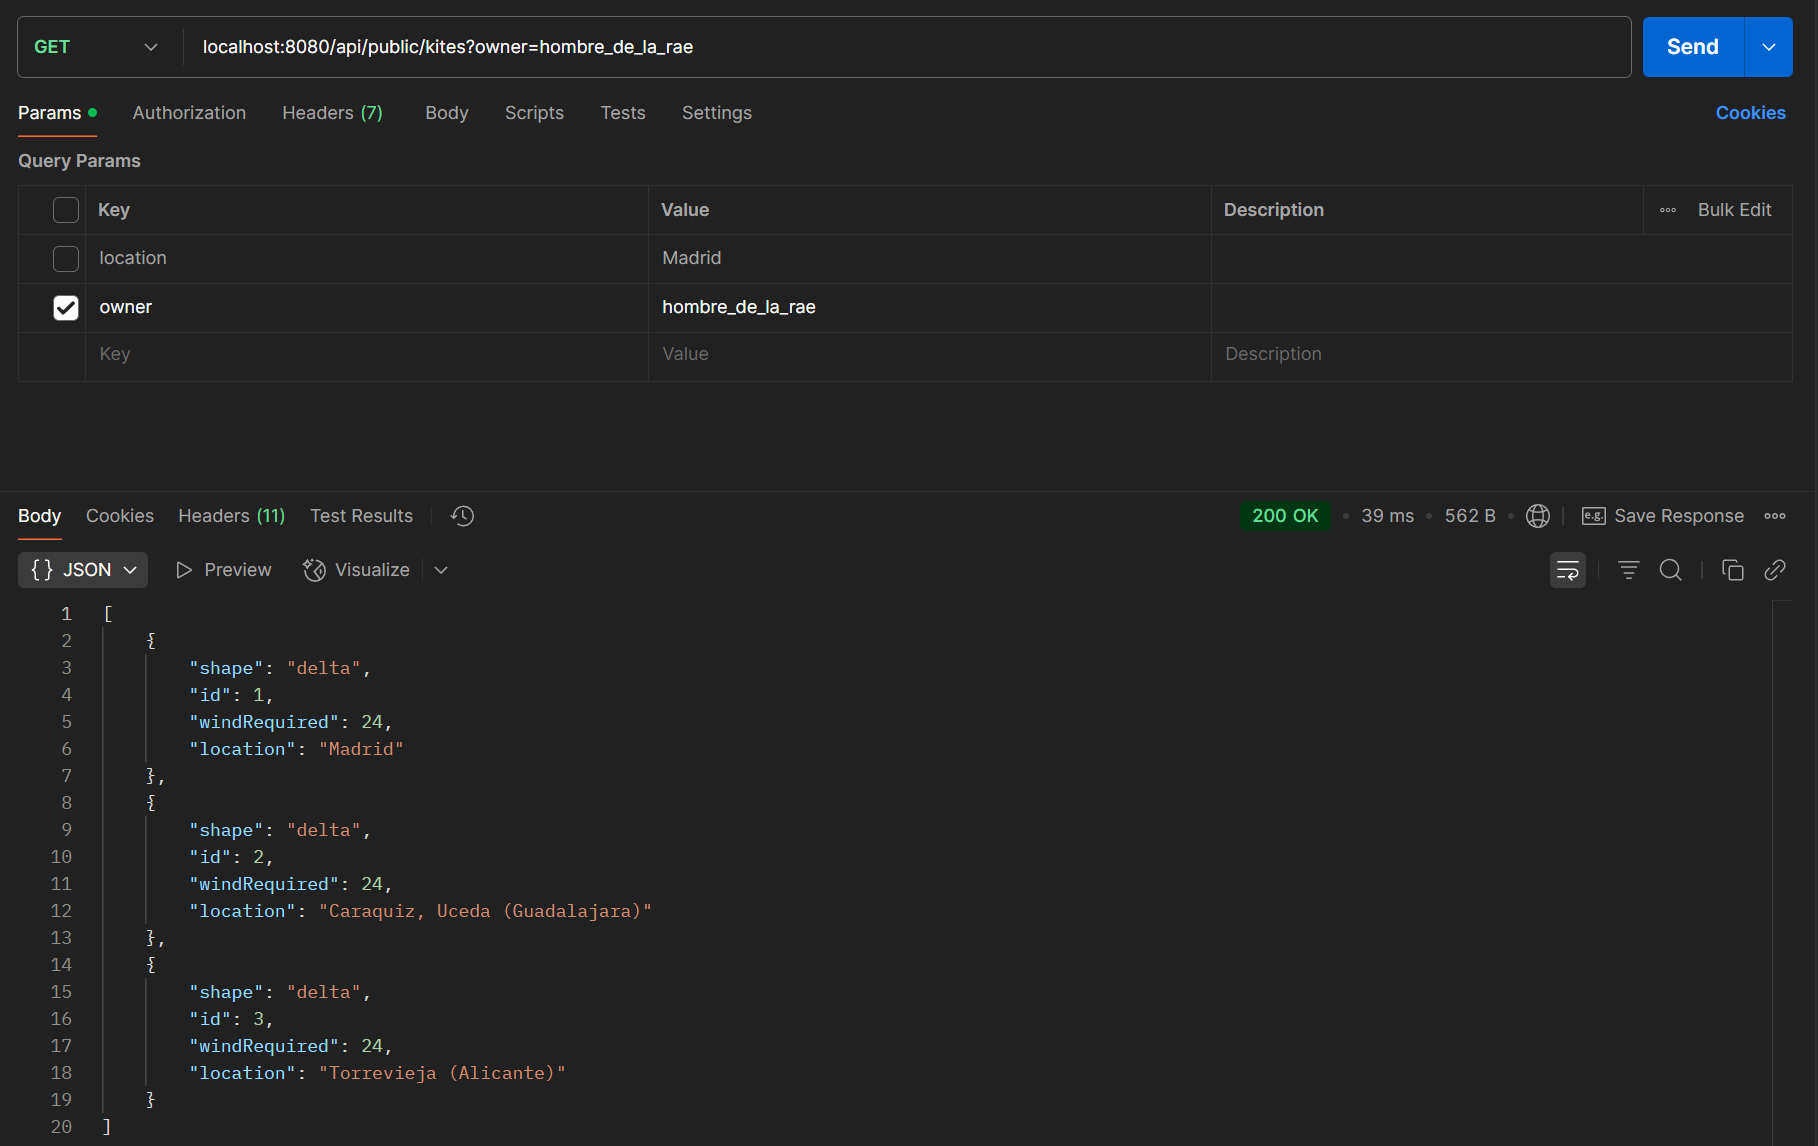 GET localhost:8080/api/public/kites?owner=hombre_de_la_rae Send
Params Authorization Headers (7) Body Scripts Tests Settings Cookies
Query Params
Key Value Description Bulk Edit
location Madrid
owner hombre_de_la_rae
Key Value Description
Body Cookies Headers (11) Test Results 200 OK 39 ms 562 B e.g. Save Response
{} JSON Preview Visualize
1 [
2 {
3 "shape": "delta",
4 "id": 1,
5 "windRequired": 24,
6 "location": "Madrid"
7 },
8 {
9 "shape": "delta",
10 "id": 2,
11 "windRequired": 24,
12 "location": "Caraquiz, Uceda (Guadalajara)"
13 },
14 {
15 "shape": "delta",
16 "id": 3,
17 "windRequired": 24,
18 "location": "Torrevieja (Alicante)"
19 }
20 ]